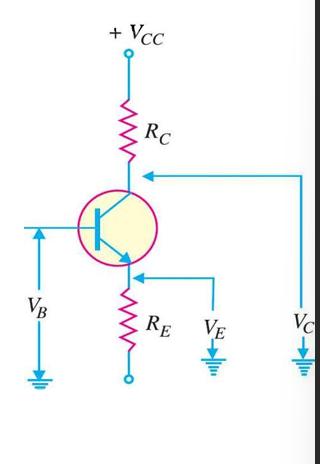 + V_CC
R_C
V_B
R_E
V_E
V_C